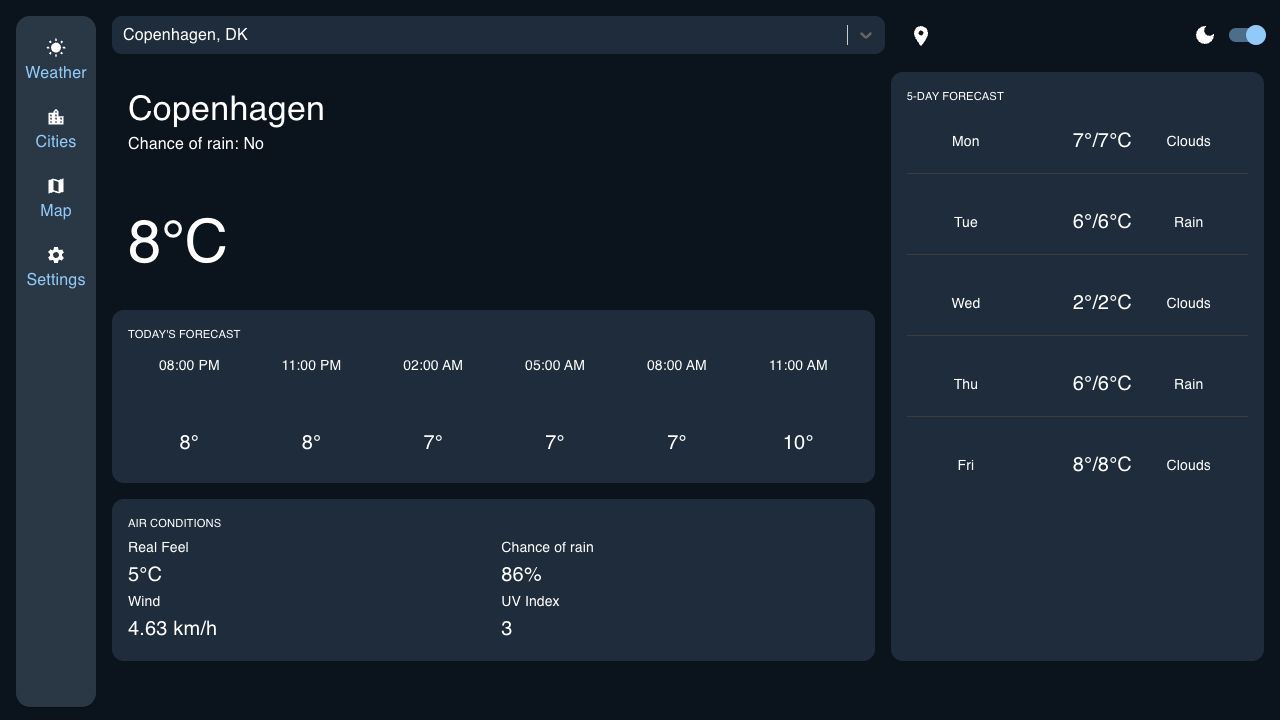 Weather
Cities
Map
Settings
Copenhagen, DK
Copenhagen
Chance of rain: No
8°C
TODAY'S FORECAST
08:00 PM 11:00 PM 02:00 AM 05:00 AM 08:00 AM 11:00 AM
8° 8° 7° 7° 7° 10°
AIR CONDITIONS
Real Feel
5°C
Wind
4.63 km/h
Chance of rain
86%
UV Index
3
5-DAY FORECAST
Mon 7°/7°C Clouds
Tue 6°/6°C Rain
Wed 2°/2°C Clouds
Thu 6°/6°C Rain
Fri 8°/8°C Clouds